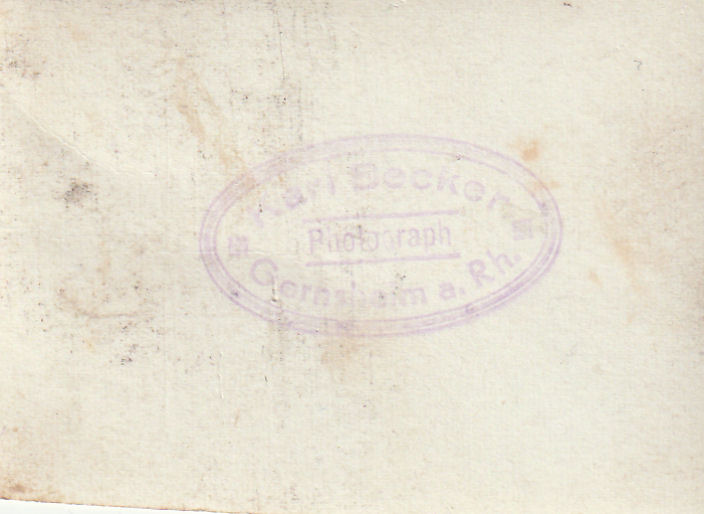 Karl Becker
Photograph
Gernsheim a. Rh.